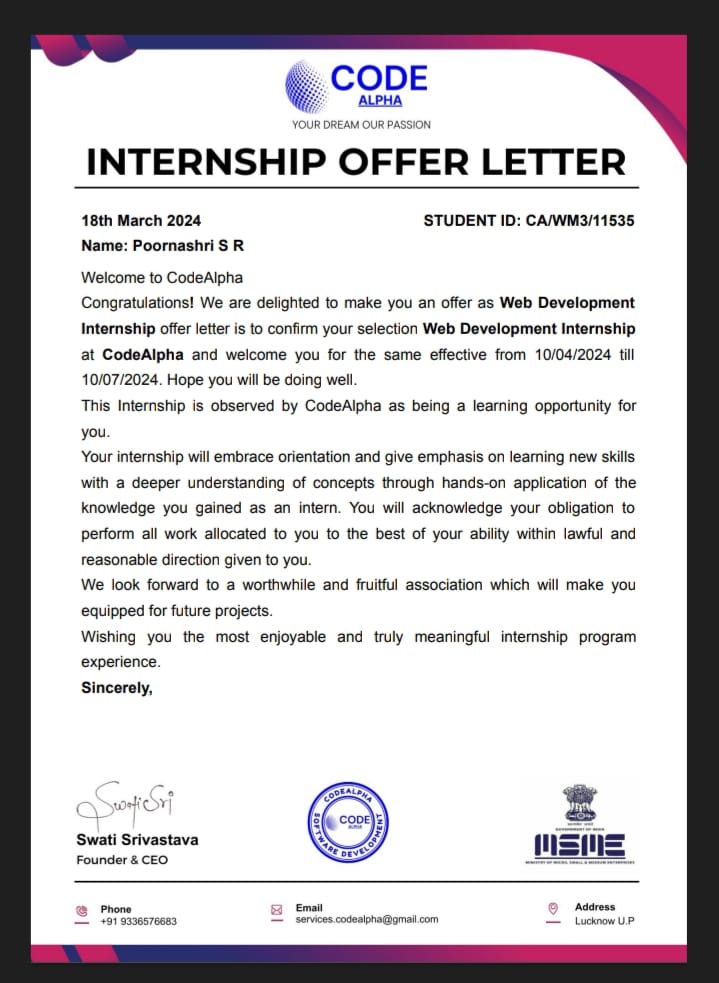 CODE
ALPHA
YOUR DREAM OUR PASSION
INTERNSHIP OFFER LETTER
18th March 2024 STUDENT ID: CA/WM3/11535
Name: Poornashri S R
Welcome to CodeAlpha
Congratulations! We are delighted to make you an offer as Web Development
Internship offer letter is to confirm your selection Web Development Internship
at CodeAlpha and welcome you for the same effective from 10/04/2024 till
10/07/2024. Hope you will be doing well.
This Internship is observed by CodeAlpha as being a learning opportunity for
you.
Your internship will embrace orientation and give emphasis on learning new skills
with a deeper understanding of concepts through hands-on application of the
knowledge you gained as an intern. You will acknowledge your obligation to
perform all work allocated to you to the best of your ability within lawful and
reasonable direction given to you.
We look forward to a worthwhile and fruitful association which will make you
equipped for future projects.
Wishing you the most enjoyable and truly meaningful internship program
experience.
Sincerely,
SwatiSri
Swati Srivastava
Founder & CEO
CODEALPHA
CODE
ALPHA
SOFTWARE DEVELOPMENT
GOVERNMENT OF INDIA
MSME
MINISTRY OF MICRO, SMALL & MEDIUM ENTERPRISES
Phone
+91 9336576683
Email
services.codealpha@gmail.com
Address
Lucknow U.P